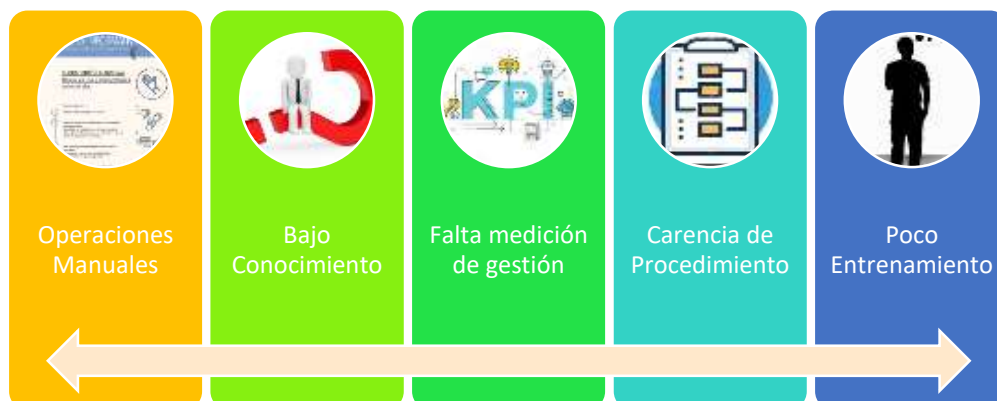 Operaciones
Manuales
Bajo
Conocimiento
KPI
Falta medición
de gestión
Carencia de
Procedimiento
Poco
Entrenamiento